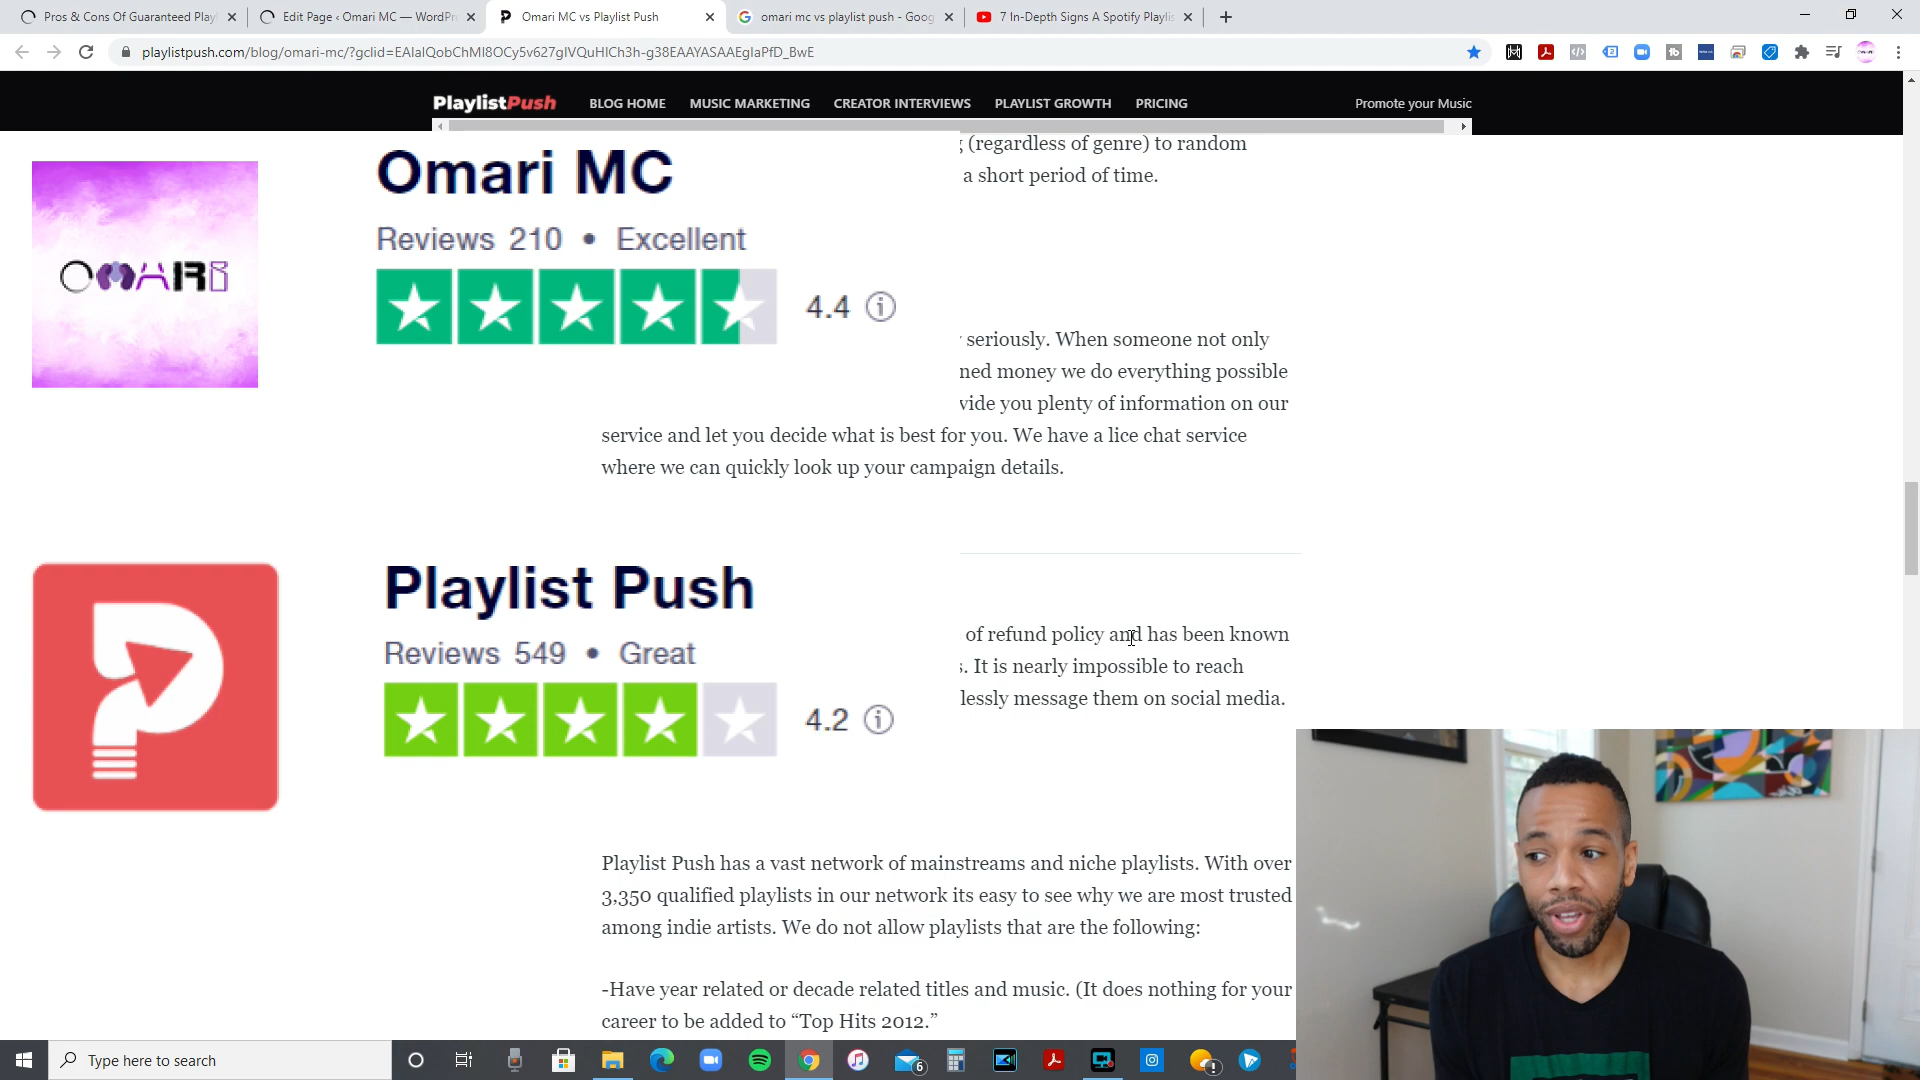 Pros & Cons Of Guaranteed Playl
Edit Page ‹ Omari MC — WordPr
Omari MC vs Playlist Push
omari mc vs playlist push - Goog
7 In-Depth Signs A Spotify Playlis
playlistpush.com/blog/omari-mc/?gclid=EAIaIQobChMI8OCy5v627gIVQuHICh3h-g38EAAYASAAEgIaPfD_BwE
PlaylistPush
BLOG HOME
MUSIC MARKETING
CREATOR INTERVIEWS
PLAYLIST GROWTH
PRICING
Promote your Music
(regardless of genre) to random
a short period of time.
OMARI
Omari MC
Reviews 210 • Excellent
4.4
seriously. When someone not only
ned money we do everything possible
vide you plenty of information on our
service and let you decide what is best for you. We have a lice chat service
where we can quickly look up your campaign details.
Playlist Push
Reviews 549 • Great
4.2
of refund policy and has been known
s. It is nearly impossible to reach
lessly message them on social media.
Playlist Push has a vast network of mainstreams and niche playlists. With over
3,350 qualified playlists in our network its easy to see why we are most trusted
among indie artists. We do not allow playlists that are the following:
-Have year related or decade related titles and music. (It does nothing for your
career to be added to “Top Hits 2012.”
Type here to search
6